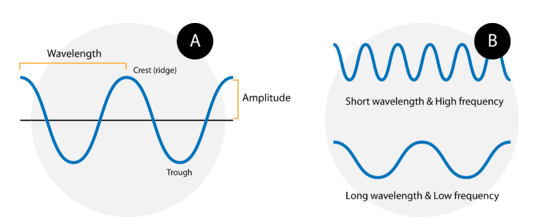 A
Wavelength
Crest (ridge)
Amplitude
Trough
B
Short wavelength & High frequency
Long wavelength & Low frequency